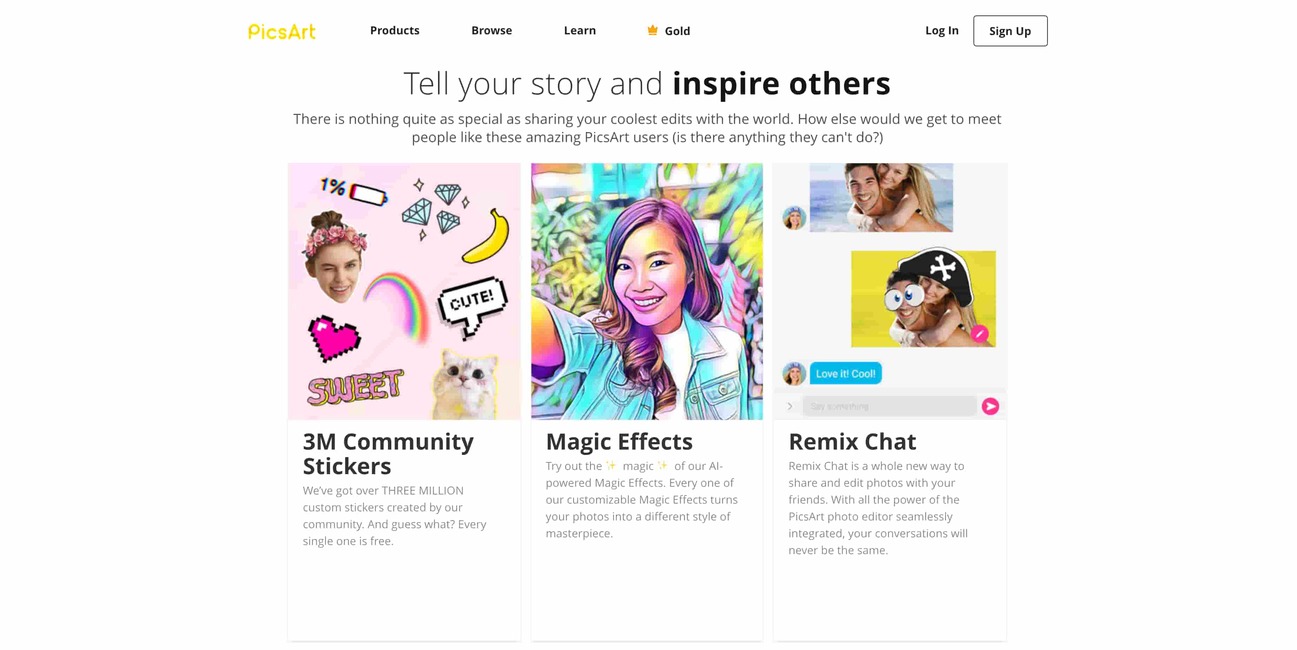 PicsArt Products Browse Learn Gold Log In Sign Up
Tell your story and inspire others
There is nothing quite as special as sharing your coolest edits with the world. How else would we get to meet
people like these amazing PicsArt users (is there anything they can't do?)
1%
CUTE!
SWEET
Love it! Cool!
Say something
3M Community
Stickers
We've got over THREE MILLION
custom stickers created by our
community. And guess what? Every
single one is free.
Magic Effects
Try out the ✨ magic ✨ of our AI-
powered Magic Effects. Every one of
our customizable Magic Effects turns
your photos into a different style of
masterpiece.
Remix Chat
Remix Chat is a whole new way to
share and edit photos with your
friends. With all the power of the
PicsArt photo editor seamlessly
integrated, your conversations will
never be the same.